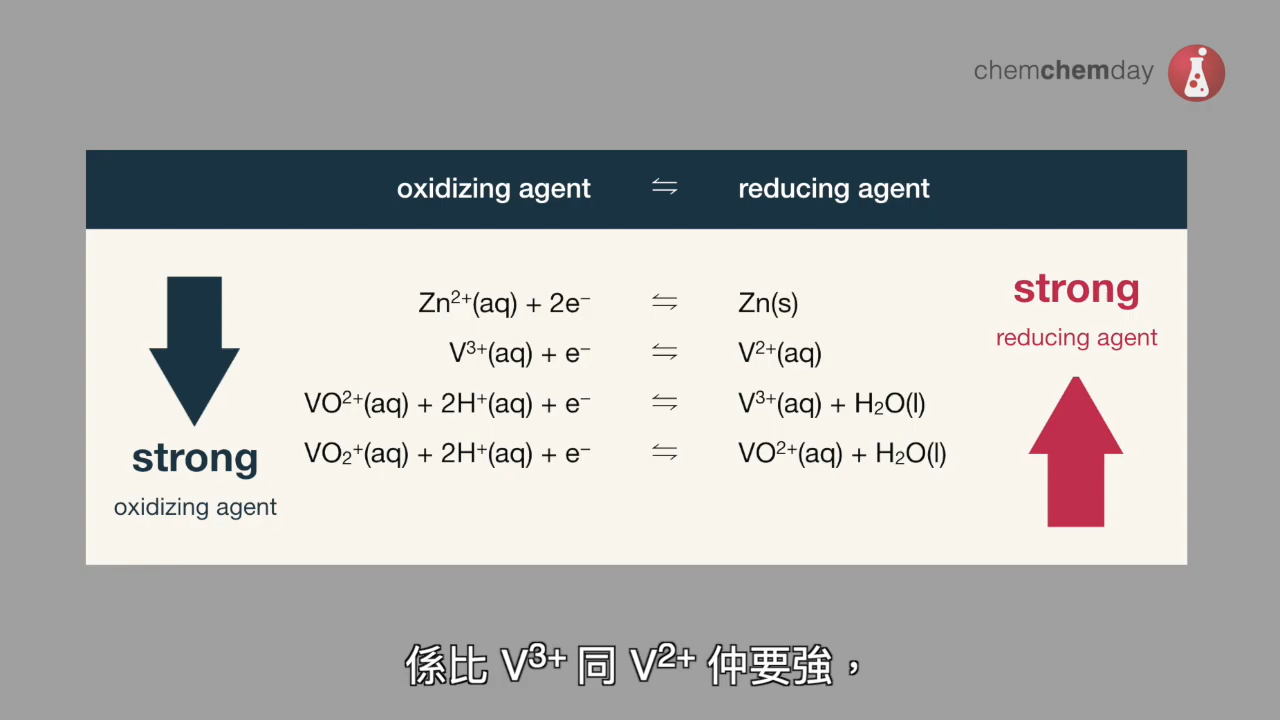 chemchemday
oxidizing agent ⇋ reducing agent
Zn²⁺(aq) + 2e⁻ ⇋ Zn(s)
V³⁺(aq) + e⁻ ⇋ V²⁺(aq)
VO²⁺(aq) + 2H⁺(aq) + e⁻ ⇋ V³⁺(aq) + H₂O(l)
VO₂⁺(aq) + 2H⁺(aq) + e⁻ ⇋ VO²⁺(aq) + H₂O(l)
strong
oxidizing agent
strong
reducing agent
係比 V³⁺ 同 V²⁺ 仲要強，